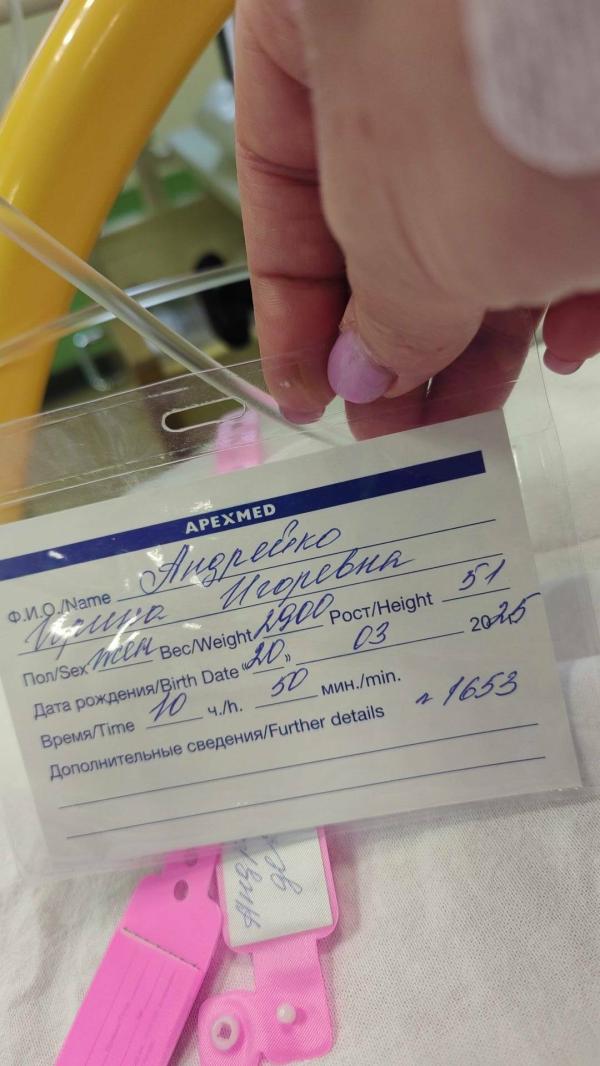 APEXMED
Ф.И.О./Name Андрейко
Игоревна
Пол/Sex жен Вес/Weight 2900 Рост/Height 51
Дата рождения/Birth Date "20" 03 2025
Время/Time 10 ч./h. 50 мин./min.
Дополнительные сведения/Further details 1653